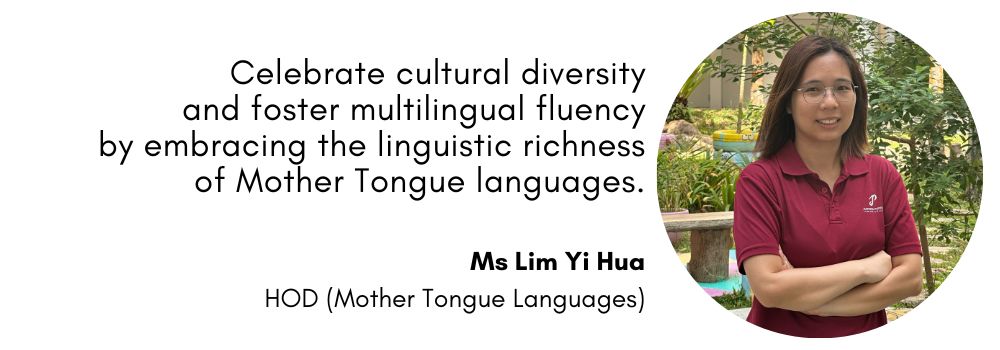 Celebrate cultural diversity
and foster multilingual fluency
by embracing the linguistic richness
of Mother Tongue languages.
Ms Lim Yi Hua
HOD (Mother Tongue Languages)